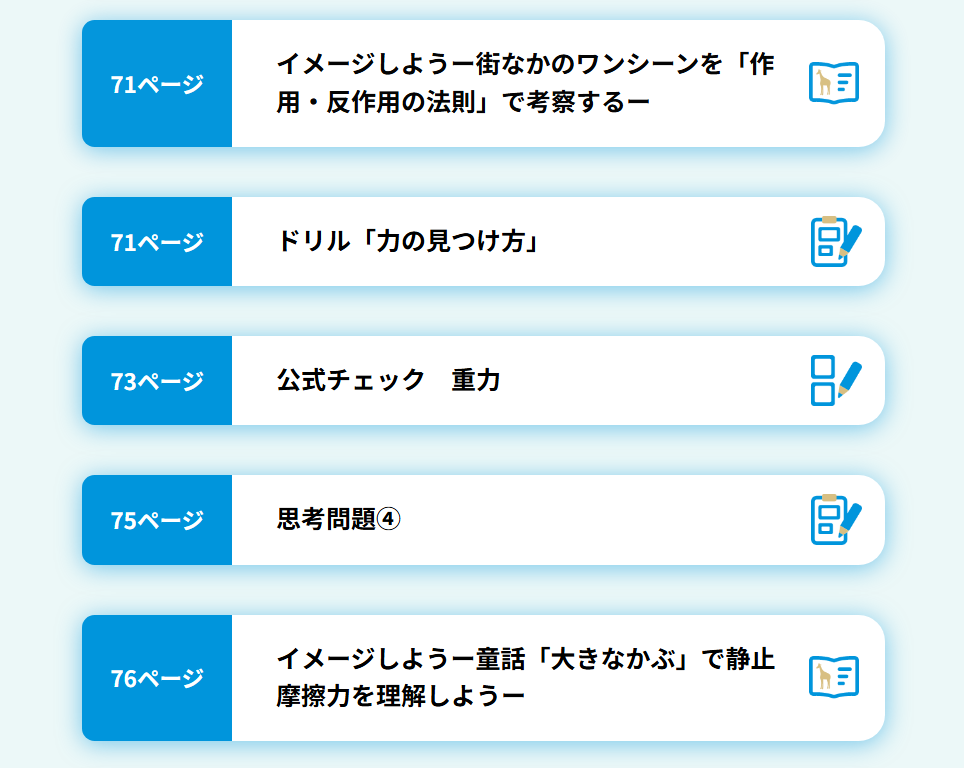 71ページ
イメージしようー街なかのワンシーンを「作
用・反作用の法則」で考察するー
71ページ
ドリル「力の見つけ方」
73ページ
公式チェック　重力
75ページ
思考問題④
76ページ
イメージしようー童話「大きなかぶ」で静止
摩擦力を理解しようー